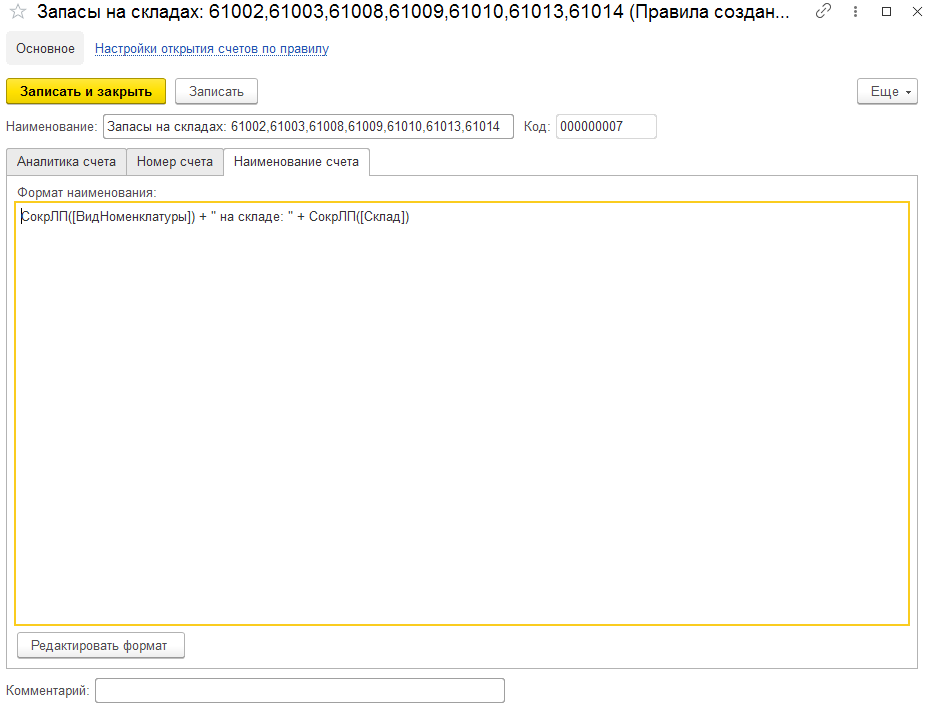 Запасы на складах: 61002,61003,61008,61009,61010,61013,61014 (Правила создан...
Основное Настройки открытия счетов по правилу
Записать и закрыть Записать Еще
Наименование: Запасы на складах: 61002,61003,61008,61009,61010,61013,61014 Код: 000000007
Аналитика счета Номер счета Наименование счета
Формат наименования:
СокрЛП([ВидНоменклатуры]) + " на складе: " + СокрЛП([Склад])
Редактировать формат
Комментарий: